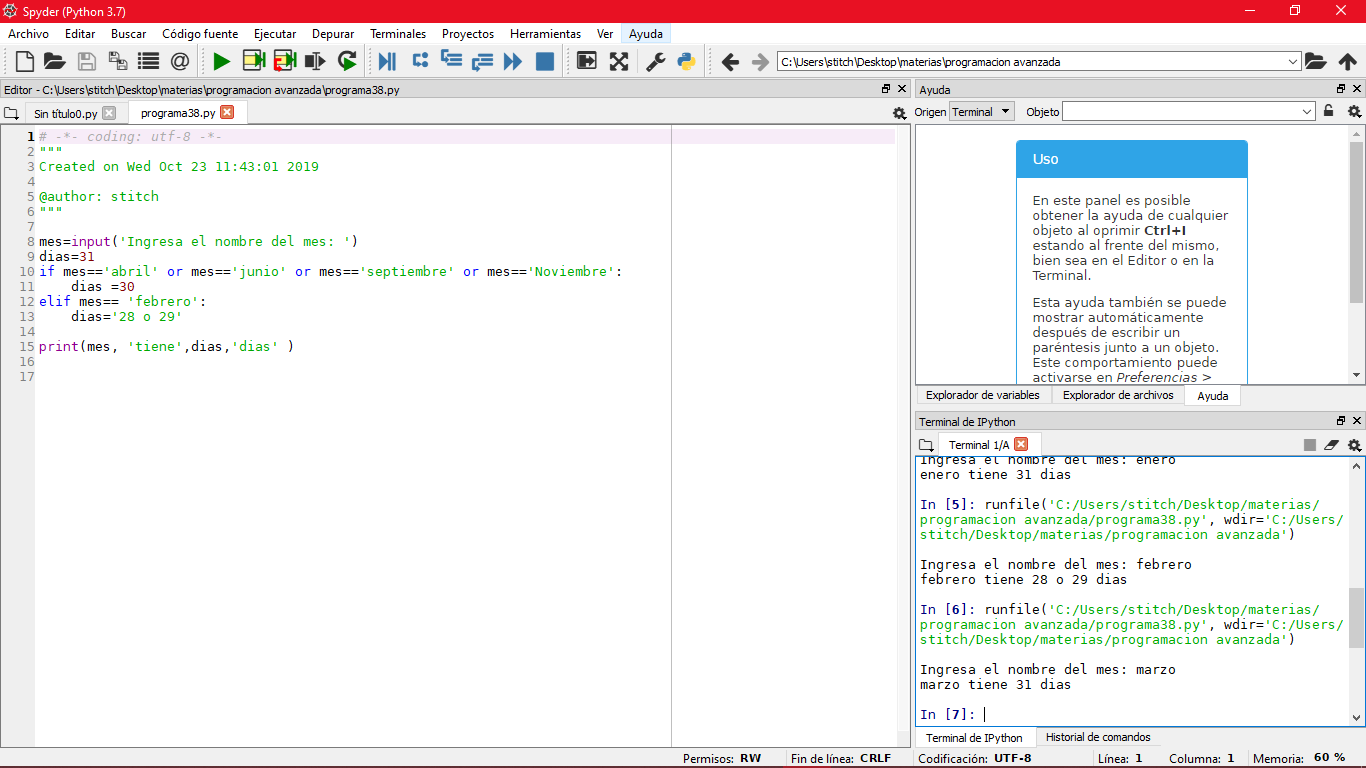 Spyder (Python 3.7)
Archivo Editar Buscar Código fuente Ejecutar Depurar Terminales Proyectos Herramientas Ver Ayuda
C:\Users\stitch\Desktop\materias\programacion avanzada
Editor - C:\Users\stitch\Desktop\materias\programacion avanzada\programa38.py
Sin título0.py programa38.py
1 # -*- coding: utf-8 -*-
2 """
3 Created on Wed Oct 23 11:43:01 2019
4
5 @author: stitch
6 """
7
8 mes=input('Ingresa el nombre del mes: ')
9 dias=31
10 if mes=='abril' or mes=='junio' or mes=='septiembre' or mes=='Noviembre':
11     dias =30
12 elif mes== 'febrero':
13     dias='28 o 29'
14
15 print(mes, 'tiene',dias,'dias' )
16
17
Ayuda
Origen Terminal Objeto
Uso
En este panel es posible
obtener la ayuda de cualquier
objeto al oprimir Ctrl+I
estando al frente del mismo,
bien sea en el Editor o en la
Terminal.
Esta ayuda también se puede
mostrar automáticamente
después de escribir un
paréntesis junto a un objeto.
Este comportamiento puede
activarse en Preferencias >
Explorador de variables Explorador de archivos Ayuda
Terminal de IPython
Terminal 1/A
Ingresa el nombre del mes: enero
enero tiene 31 dias
In [5]: runfile('C:/Users/stitch/Desktop/materias/
programacion avanzada/programa38.py', wdir='C:/Users/
stitch/Desktop/materias/programacion avanzada')
Ingresa el nombre del mes: febrero
febrero tiene 28 o 29 dias
In [6]: runfile('C:/Users/stitch/Desktop/materias/
programacion avanzada/programa38.py', wdir='C:/Users/
stitch/Desktop/materias/programacion avanzada')
Ingresa el nombre del mes: marzo
marzo tiene 31 dias
In [7]:
Terminal de IPython Historial de comandos
Permisos: RW Fin de línea: CRLF Codificación: UTF-8 Línea: 1 Columna: 1 Memoria: 60 %